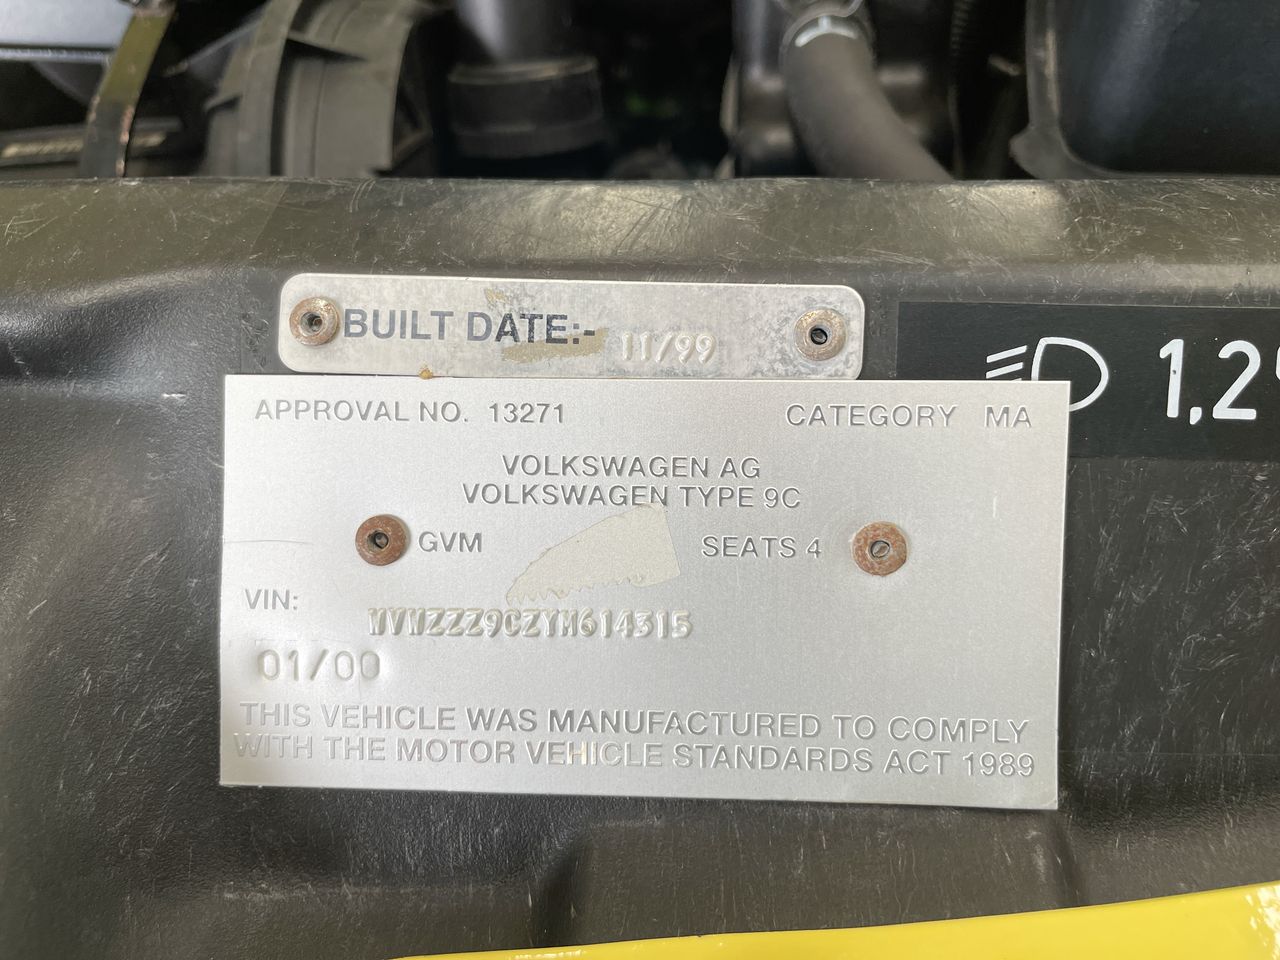 BUILT DATE:- 11/99
1,2
APPROVAL NO. 13271 CATEGORY MA
VOLKSWAGEN AG
VOLKSWAGEN TYPE 9C
GVM SEATS 4
VIN: WVWZZZ9CZYM614315
01/00
THIS VEHICLE WAS MANUFACTURED TO COMPLY
WITH THE MOTOR VEHICLE STANDARDS ACT 1989